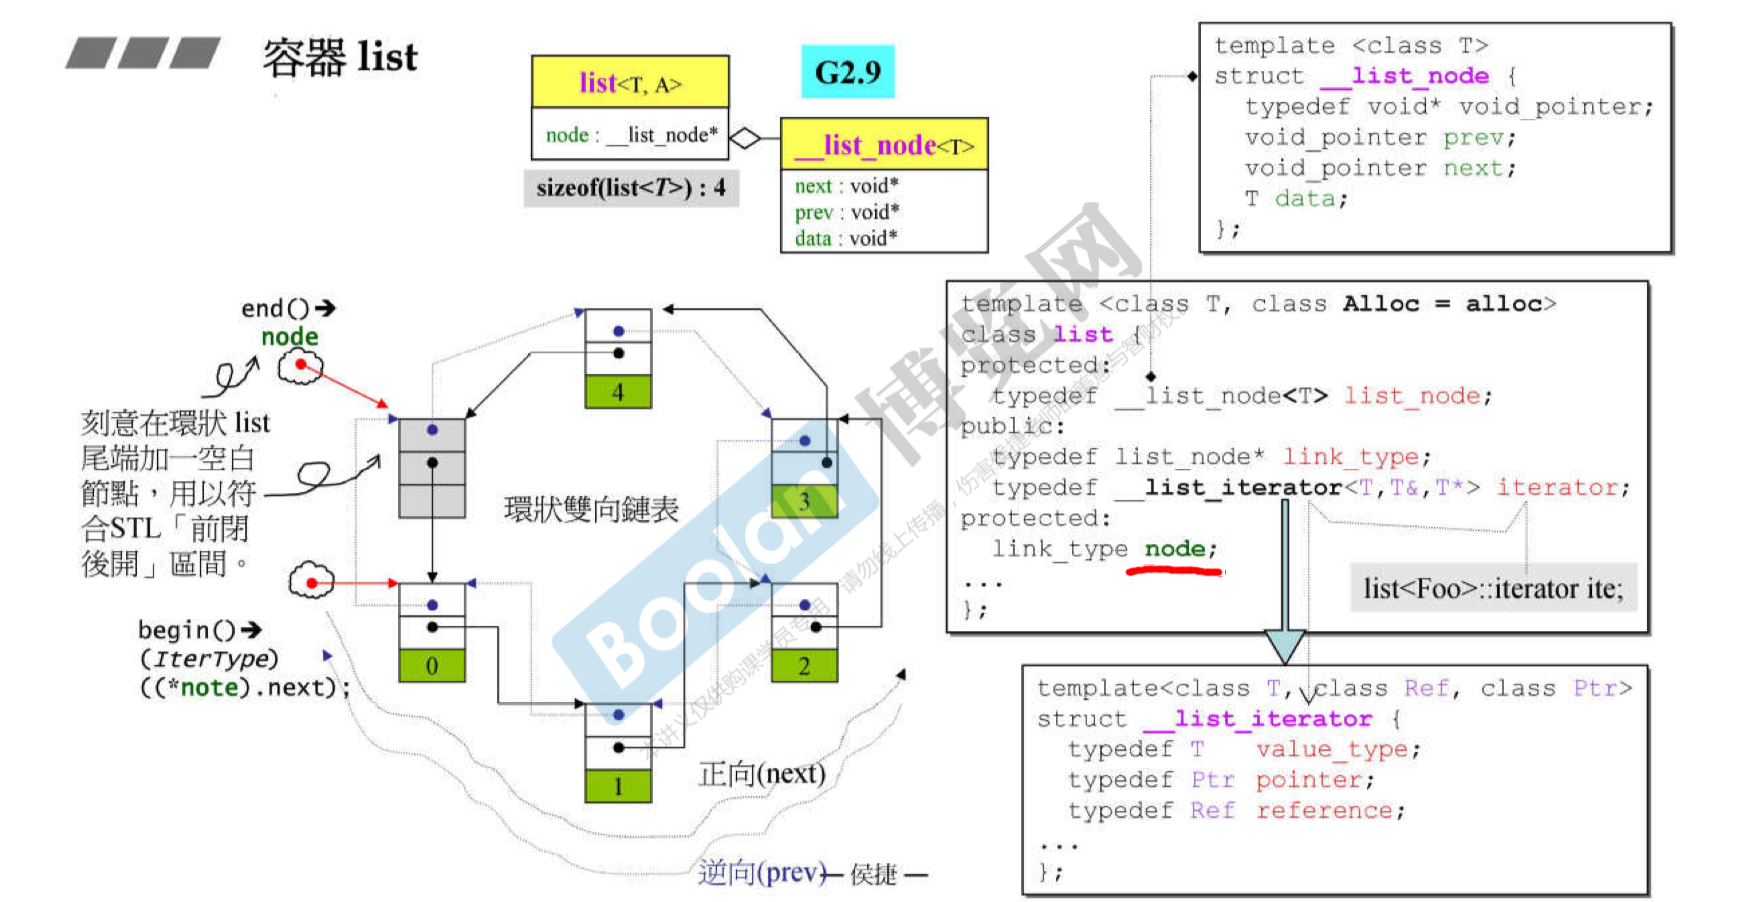 容器 list
G2.9
list<T, A>
node : __list_node*
sizeof(list<T>) : 4
__list_node<T>
next : void*
prev : void*
data : void*
template <class T>
struct __list_node {
typedef void* void_pointer;
void_pointer prev;
void_pointer next;
T data;
};
end()→
node
刻意在環狀 list
尾端加一空白
節點，用以符
合STL「前閉
後開」區間。
begin()→
(IterType)
((*note).next);
4
3
環狀雙向鏈表
0
2
1
正向(next)
逆向(prev)
— 侯捷 —
template <class T, class Alloc = alloc>
class list {
protected:
typedef __list_node<T> list_node;
public:
typedef list_node* link_type;
typedef __list_iterator<T,T&,T*> iterator;
protected:
link_type node;
...
};
list<Foo>::iterator ite;
template<class T, class Ref, class Ptr>
struct __list_iterator {
typedef T value_type;
typedef Ptr pointer;
typedef Ref reference;
...
};
Boolan
博览网